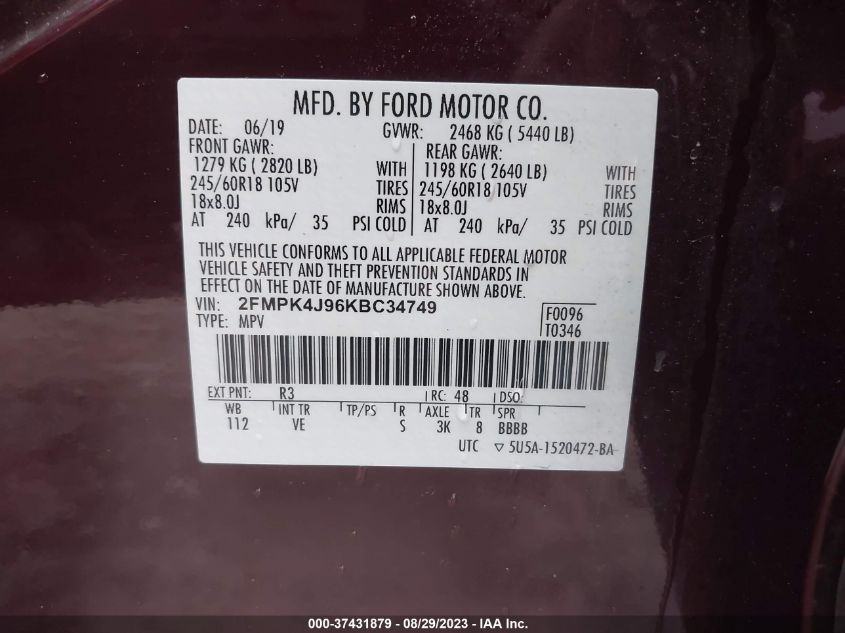 MFD. BY FORD MOTOR CO.
DATE: 06/19 GVWR: 2468 KG ( 5440 LB)
FRONT GAWR: REAR GAWR:
1279 KG ( 2820 LB) WITH 1198 KG ( 2640 LB) WITH
245/60R18 105V TIRES 245/60R18 105V TIRES
18x8.0J RIMS 18x8.0J RIMS
AT 240 kPa/ 35 PSI COLD AT 240 kPa/ 35 PSI COLD
THIS VEHICLE CONFORMS TO ALL APPLICABLE FEDERAL MOTOR
VEHICLE SAFETY AND THEFT PREVENTION STANDARDS IN
EFFECT ON THE DATE OF MANUFACTURE SHOWN ABOVE.
VIN: 2FMPK4J96KBC34749 F0096
TYPE: MPV T0346
EXT PNT: R3 RC: 48 DSO:
WB INT TR TP/PS R AXLE TR SPR
112 VE S 3K 8 BBBB
UTC ▽ 5U5A-1520472-BA
000-37431879 / 08/29/2023 - IAA Inc.